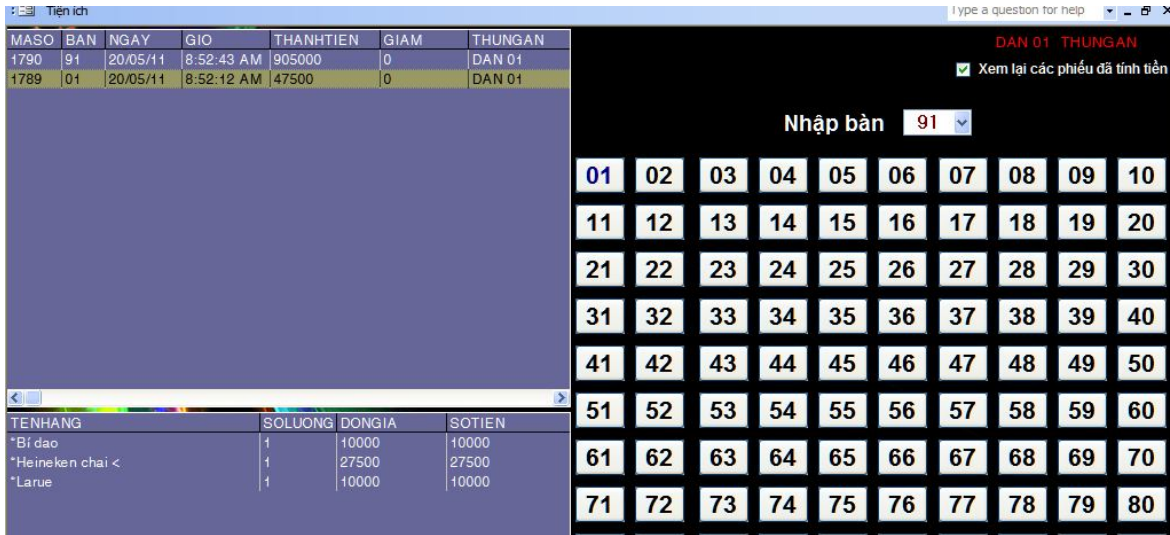 Tiện ích Type a question for help
MASO BAN NGAY GIO THANHTIEN GIAM THUNGAN
1790 91 20/05/11 8:52:43 AM 905000 0 DAN 01
1789 01 20/05/11 8:52:12 AM 47500 0 DAN 01
DAN 01 THUNGAN
Xem lại các phiếu đã tính tiền
Nhập bàn 91
01 02 03 04 05 06 07 08 09 10
11 12 13 14 15 16 17 18 19 20
21 22 23 24 25 26 27 28 29 30
31 32 33 34 35 36 37 38 39 40
41 42 43 44 45 46 47 48 49 50
51 52 53 54 55 56 57 58 59 60
61 62 63 64 65 66 67 68 69 70
71 72 73 74 75 76 77 78 79 80
TENHANG SOLUONG DONGIA SOTIEN
*Bí dao 1 10000 10000
*Heineken chai < 1 27500 27500
*Larue 1 10000 10000